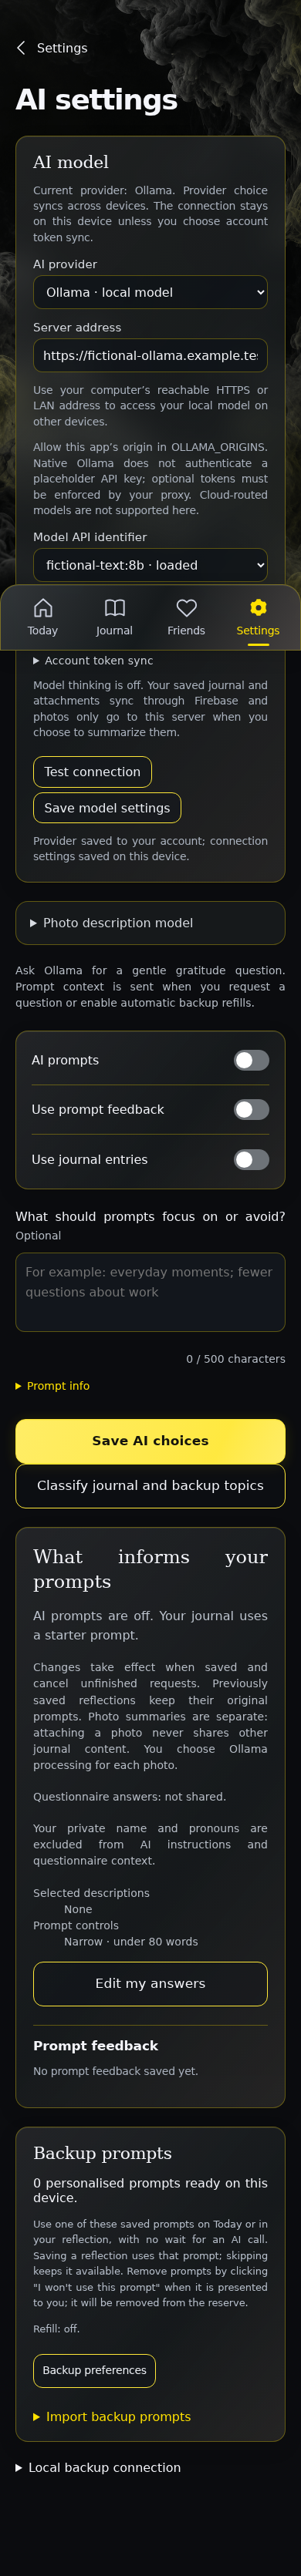 Settings
AI settings
AI model
Current provider: Ollama. Provider choice
syncs across devices. The connection stays
on this device unless you choose account
token sync.
AI provider
Ollama · local model
Server address
https://fictional-ollama.example.te
Use your computer's reachable HTTPS or
LAN address to access your local model on
other devices.
Allow this app's origin in OLLAMA_ORIGINS.
Native Ollama does not authenticate a
placeholder API key; optional tokens must
be enforced by your proxy. Cloud-routed
models are not supported here.
Model API identifier
fictional-text:8b · loaded
Today Journal Friends Settings
Account token sync
Model thinking is off. Your saved journal and
attachments sync through Firebase and
photos only go to this server when you
choose to summarize them.
Test connection
Save model settings
Provider saved to your account; connection
settings saved on this device.
Photo description model
Ask Ollama for a gentle gratitude question.
Prompt context is sent when you request a
question or enable automatic backup refills.
AI prompts
Use prompt feedback
Use journal entries
What should prompts focus on or avoid?
Optional
For example: everyday moments; fewer
questions about work
0 / 500 characters
Prompt info
Save AI choices
Classify journal and backup topics
What informs your
prompts
AI prompts are off. Your journal uses
a starter prompt.
Changes take effect when saved and
cancel unfinished requests. Previously
saved reflections keep their original
prompts. Photo summaries are separate:
attaching a photo never shares other
journal content. You choose Ollama
processing for each photo.
Questionnaire answers: not shared.
Your private name and pronouns are
excluded from AI instructions and
questionnaire context.
Selected descriptions
None
Prompt controls
Narrow · under 80 words
Edit my answers
Prompt feedback
No prompt feedback saved yet.
Backup prompts
0 personalised prompts ready on this
device.
Use one of these saved prompts on Today or in
your reflection, with no wait for an AI call.
Saving a reflection uses that prompt; skipping
keeps it available. Remove prompts by clicking
"I won't use this prompt" when it is presented
to you; it will be removed from the reserve.
Refill: off.
Backup preferences
Import backup prompts
Local backup connection